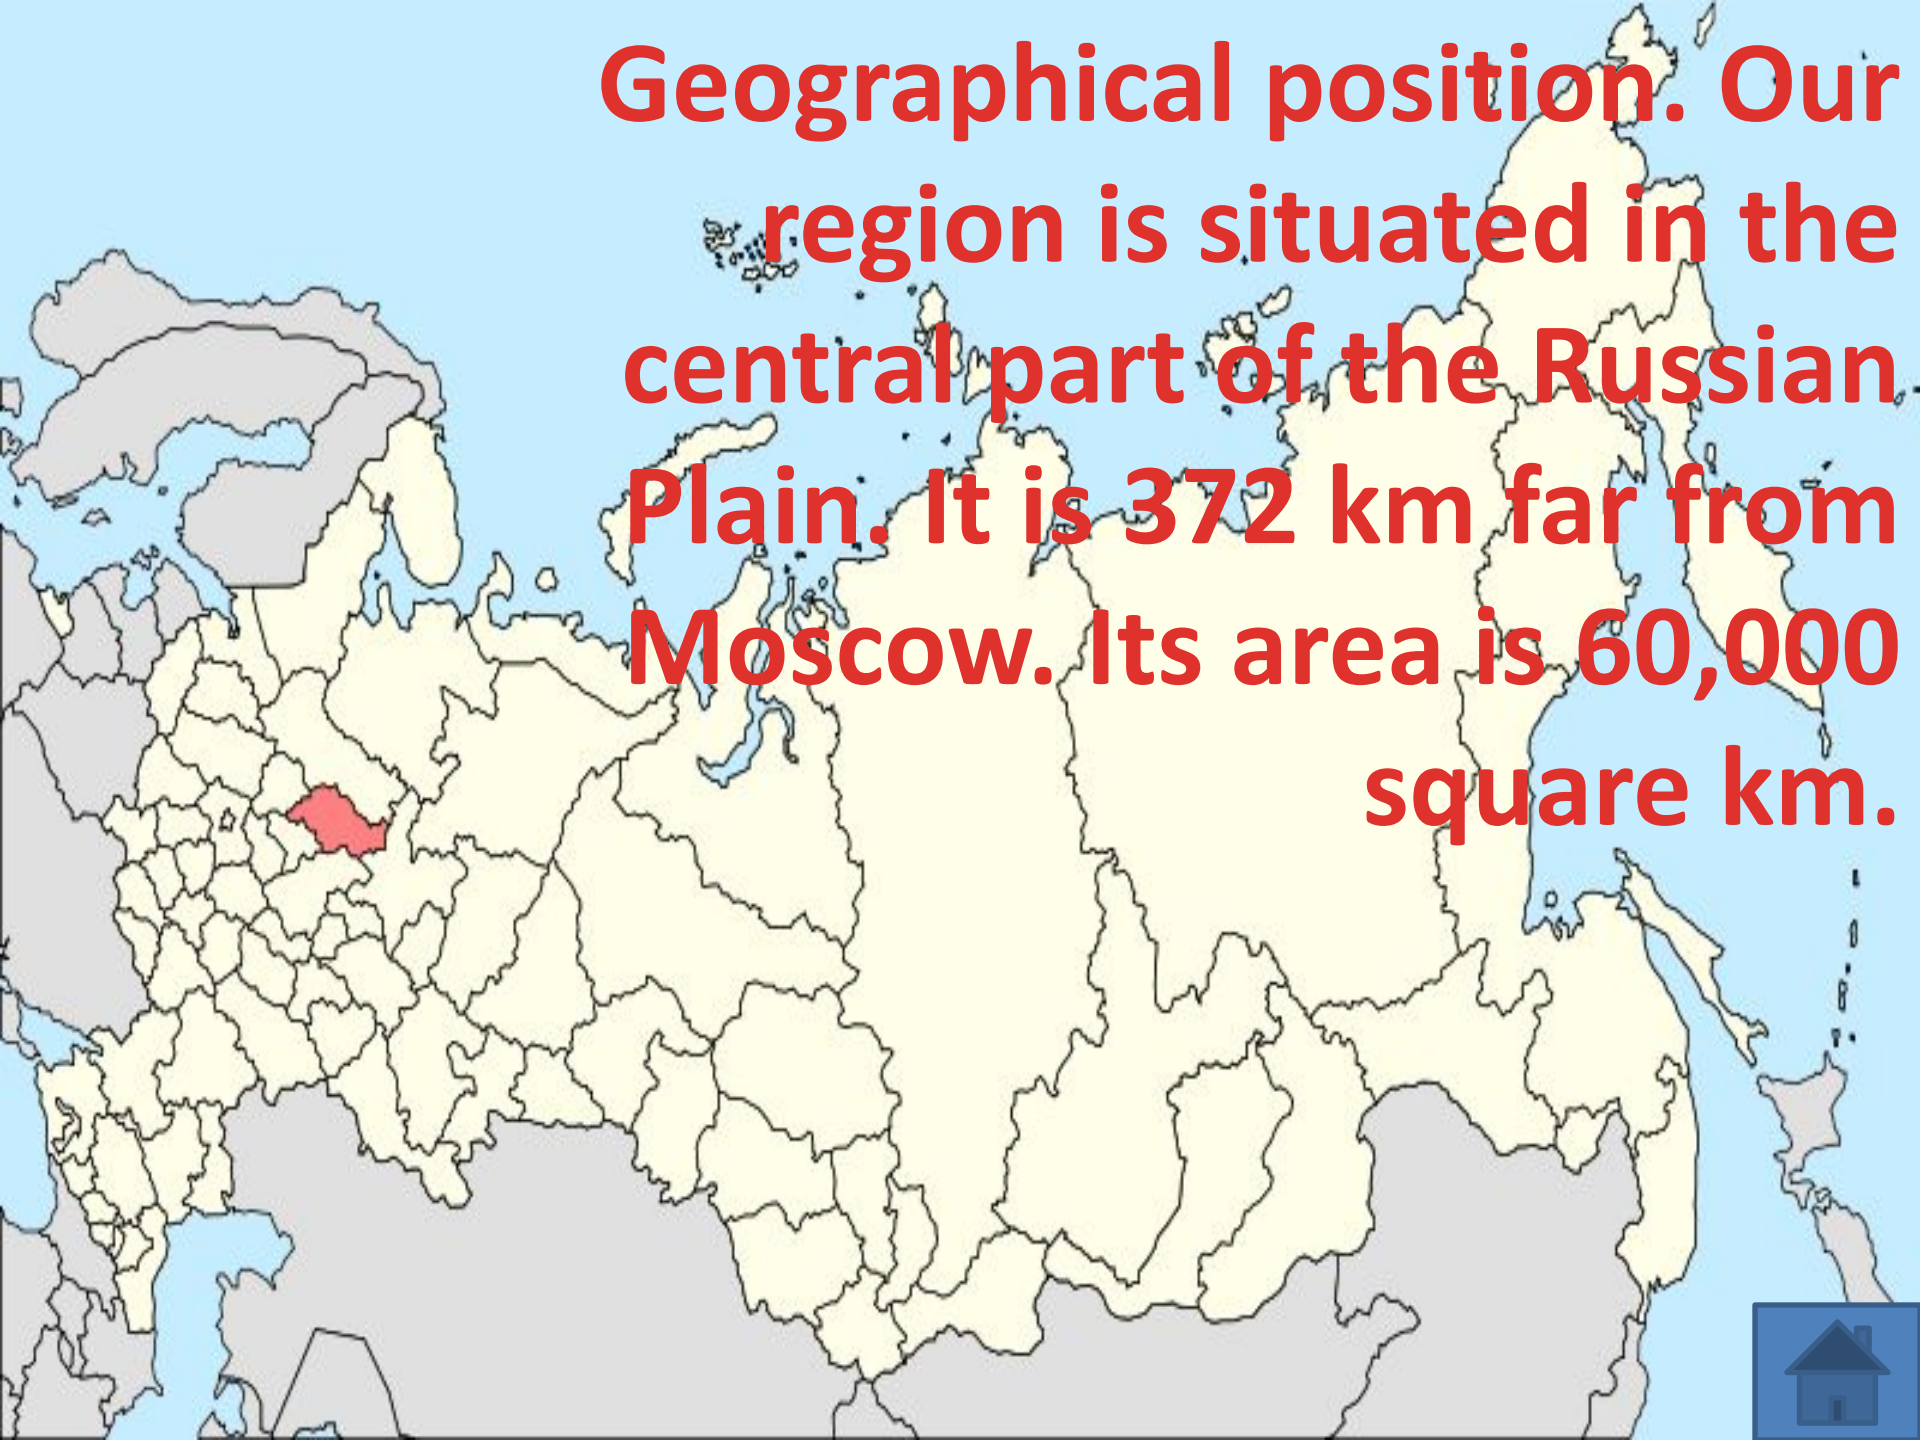 Geographical position. Our
region is situated in the
central part of the Russian
Plain. It is 372 km far from
Moscow. Its area is 60,000
square km.